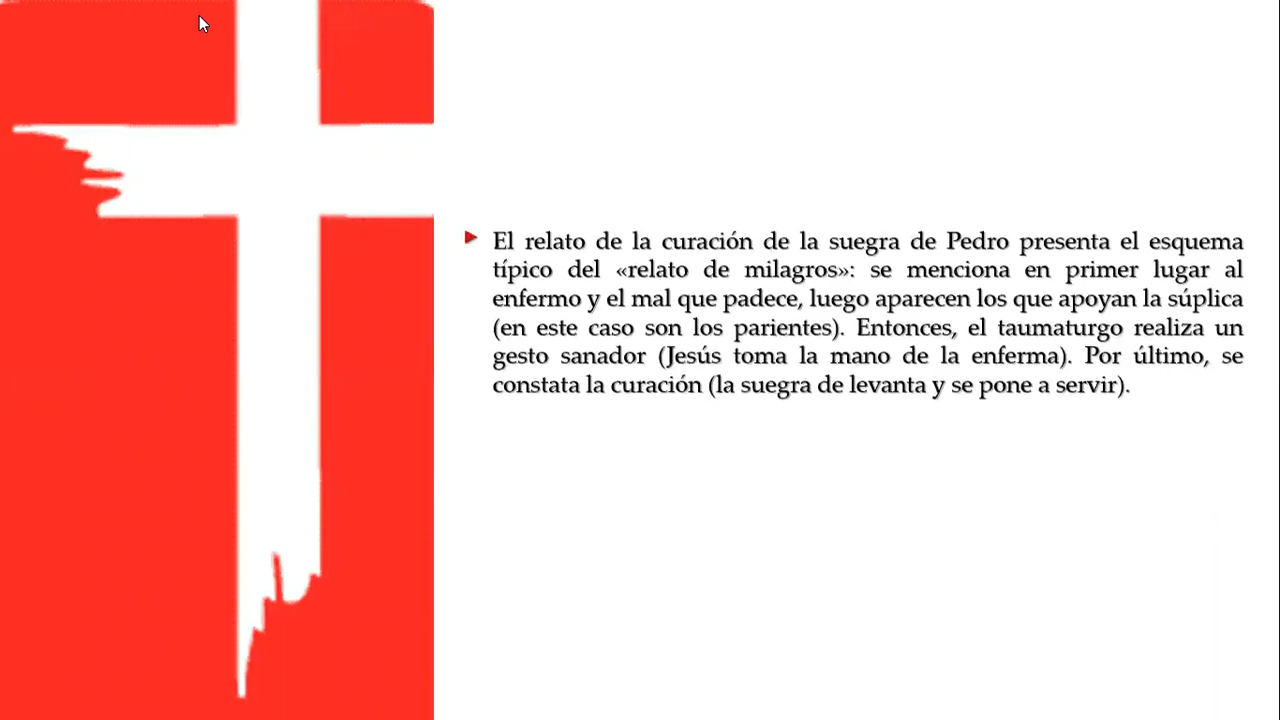 El relato de la curación de la suegra de Pedro presenta el esquema
típico del «relato de milagros»: se menciona en primer lugar al
enfermo y el mal que padece, luego aparecen los que apoyan la súplica
(en este caso son los parientes). Entonces, el taumaturgo realiza un
gesto sanador (Jesús toma la mano de la enferma). Por último, se
constata la curación (la suegra de levanta y se pone a servir).